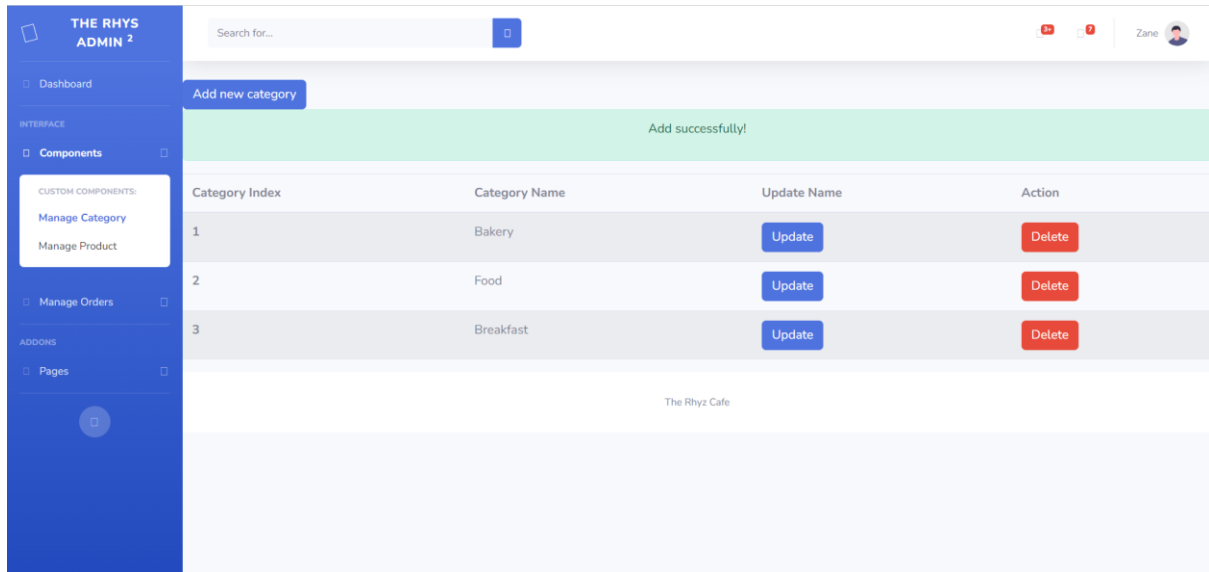 THE RHYS
ADMIN 2
Dashboard
INTERFACE
Components
CUSTOM COMPONENTS:
Manage Category
Manage Product
Manage Orders
ADDONS
Pages
Search for...
3+
7
Zane
Add new category
Add successfully!
Category Index Category Name Update Name Action
1 Bakery Update Delete
2 Food Update Delete
3 Breakfast Update Delete
The Rhyz Cafe